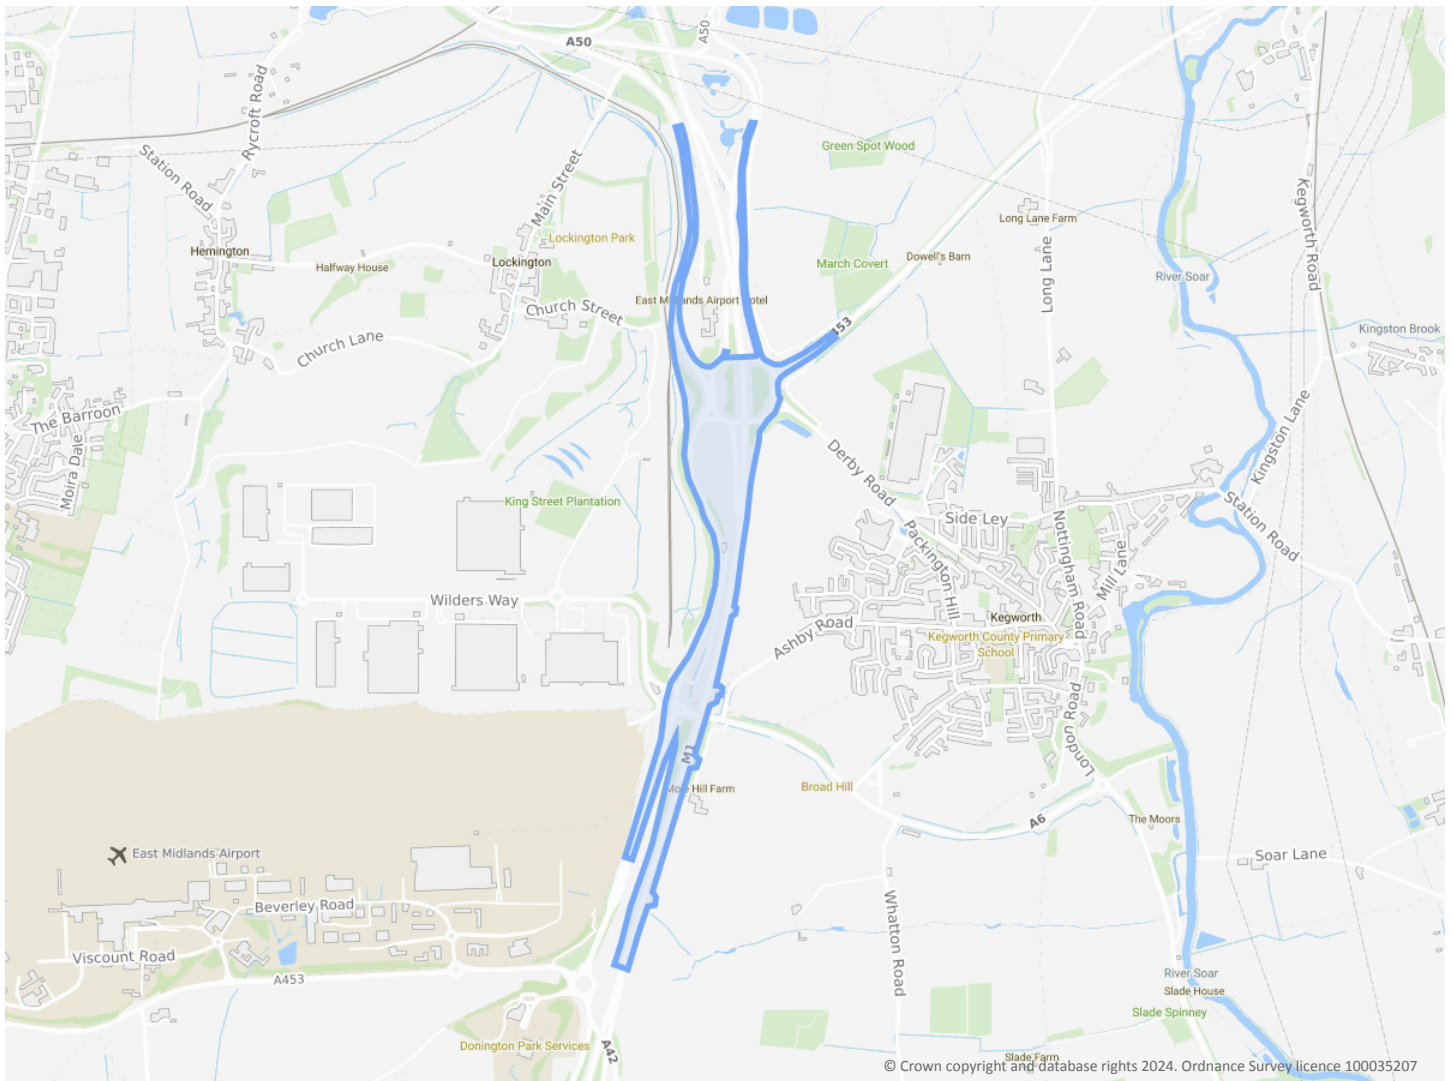 A50
A50
Rycroft Road
Station Road
Main Street
Green Spot Wood
Kegworth Road
Long Lane Farm
Lockington Park
Hemington
Halfway House
Lockington
March Covert
Dowell's Barn
Long Lane
River Soar
East Midlands Airport Hotel
Church Street
Church Lane
Kingston Brook
The Barroon
Moira Dale
Derby Road
Kingston Lane
King Street Plantation
Side Ley
Station Road
Packington Hill
Nottingham Road
Mill Lane
Wilders Way
Ashby Road
Kegworth
Kegworth County Primary
School
London Road
M1
Broad Hill
A6
The Moors
East Midlands Airport
Soar Lane
Beverley Road
Whatton Road
Viscount Road
A453
River Soar
Slade House
Slade Spinney
Donington Park Services
A42
Slade Farm
© Crown copyright and database rights 2024. Ordnance Survey licence 100035207